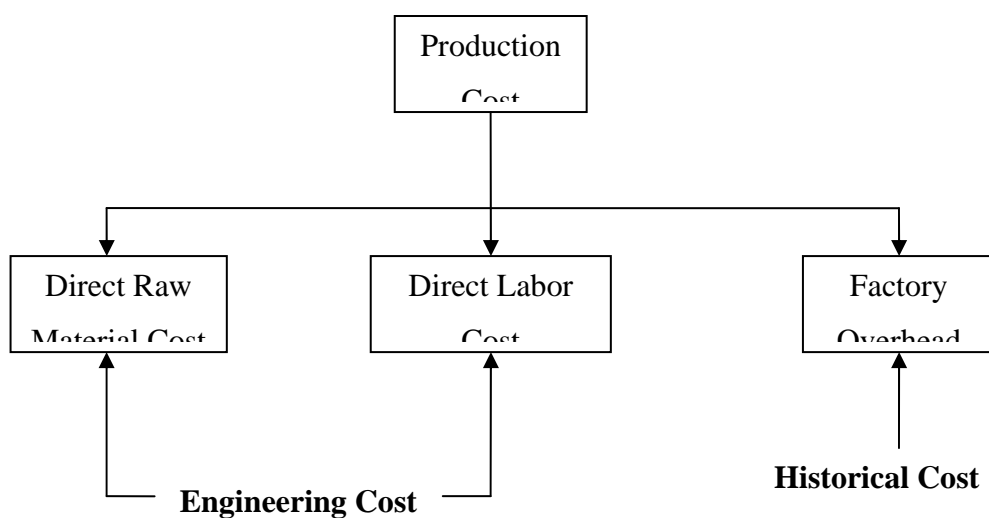 Production
Cost
Direct Raw
Material Cost
Direct Labor
Cost
Factory
Overhead
Engineering Cost
Historical Cost